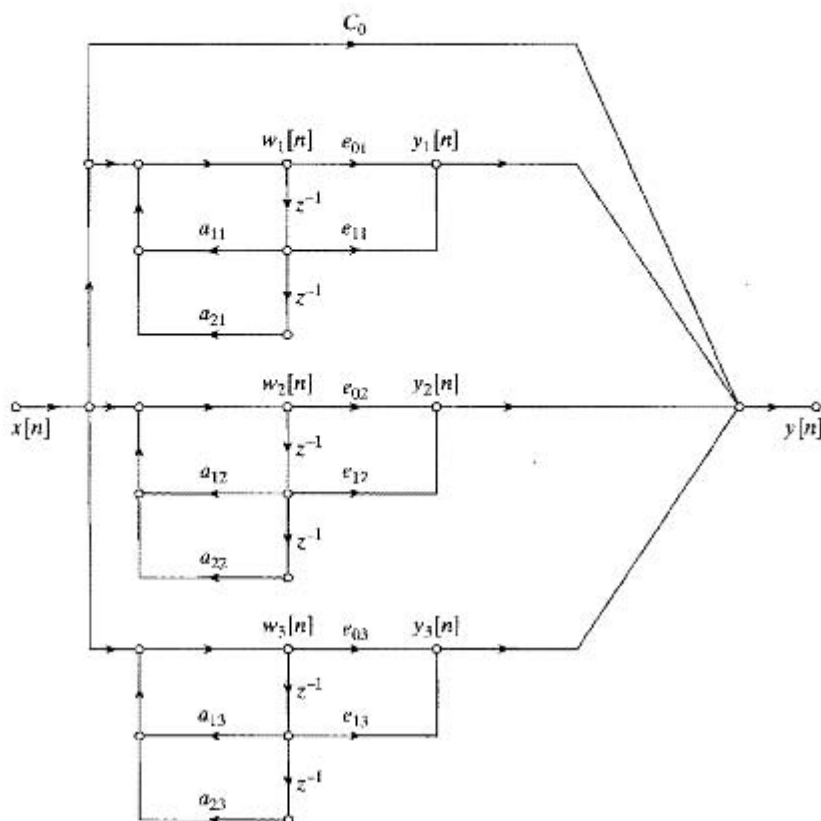 C₀
w₁[n] e₀₁ y₁[n]
z⁻¹
a₁₁ e₁₁
z⁻¹
a₂₁
w₂[n] e₀₂ y₂[n]
x[n] y[n]
z⁻¹
a₁₂ e₁₂
z⁻¹
a₂₂
w₃[n] e₀₃ y₃[n]
z⁻¹
a₁₃ e₁₃
z⁻¹
a₂₃